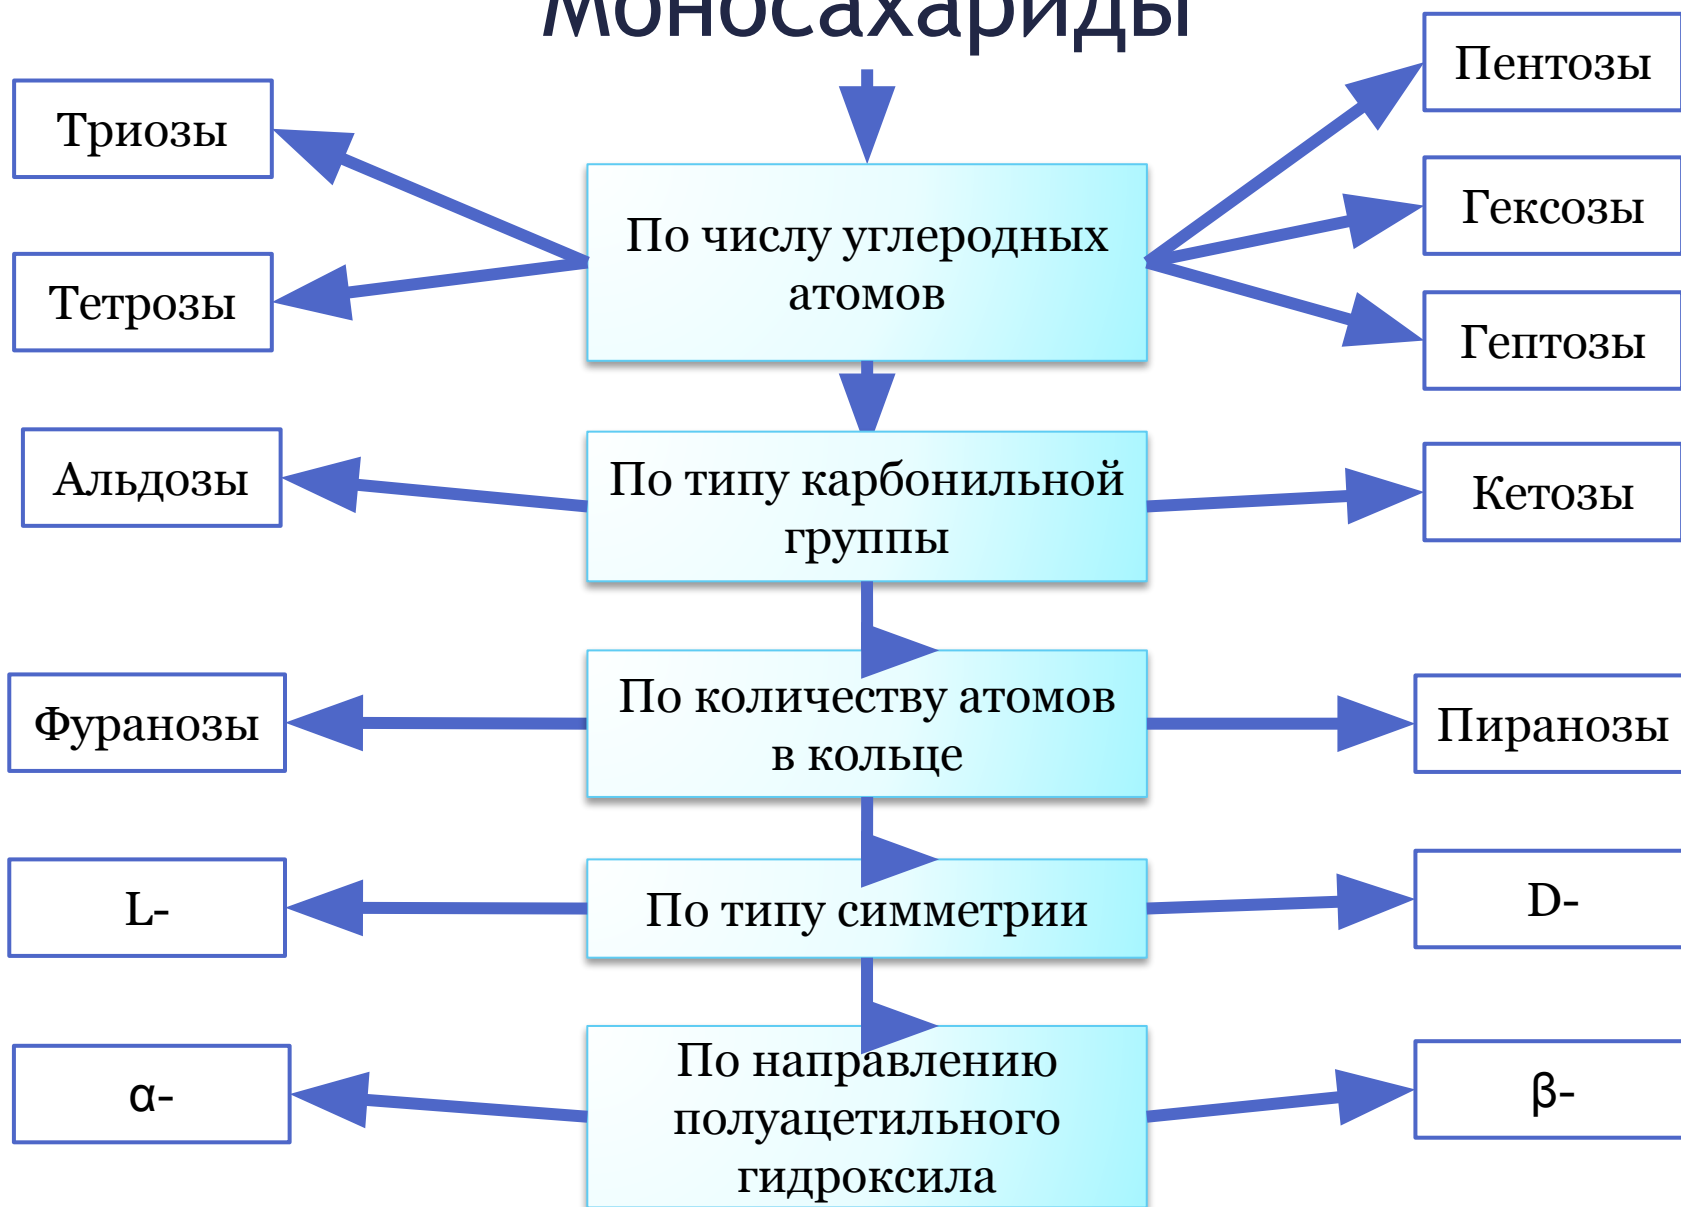 Моносахариды
Триозы
Тетрозы
По числу углеродных
атомов
Пентозы
Гексозы
Гептозы
Альдозы
По типу карбонильной
группы
Кетозы
Фуранозы
По количеству атомов
в кольце
Пиранозы
L-
По типу симметрии
D-
α-
По направлению
полуацетильного
гидроксила
β-